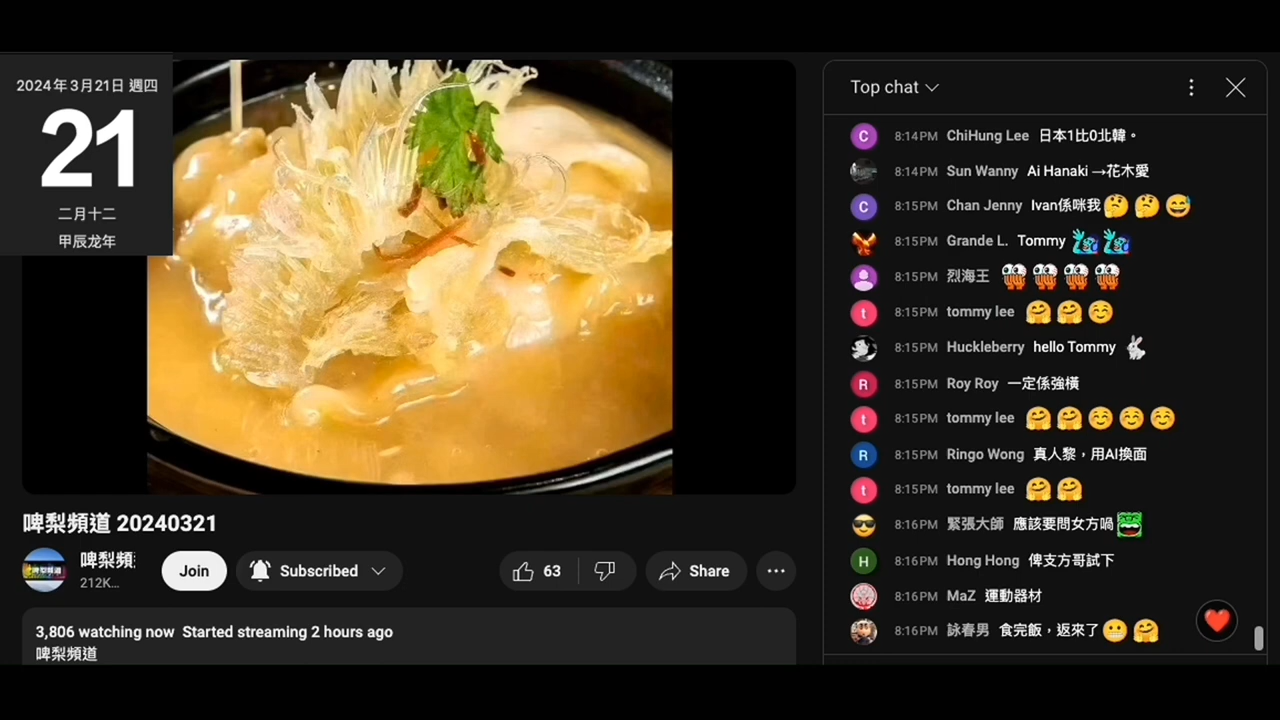 2024年3月21日 週四
21
二月十二
甲辰龙年
啤梨頻道 20240321
啤梨頻
212K...
Join
Subscribed
63
Share
3,806 watching now Started streaming 2 hours ago
啤梨頻道
Top chat
C 8:14PM ChiHung Lee 日本1比0北韓。
8:14PM Sun Wanny Ai Hanaki →花木愛
C 8:15PM Chan Jenny Ivan係咪我🤔🤔😅
8:15PM Grande L. Tommy
8:15PM 烈海王
t 8:15PM tommy lee 🤗🤗☺️
8:15PM Huckleberry hello Tommy 🐇
R 8:15PM Roy Roy 一定係強橫
t 8:15PM tommy lee 🤗🤗☺️☺️☺️
R 8:15PM Ringo Wong 真人黎，用AI換面
t 8:15PM tommy lee 🤗🤗
8:16PM 緊張大師 應該要問女方喎
H 8:16PM Hong Hong 俾支方哥試下
8:16PM MaZ 運動器材
8:16PM 詠春男 食完飯，返來了😬🤗